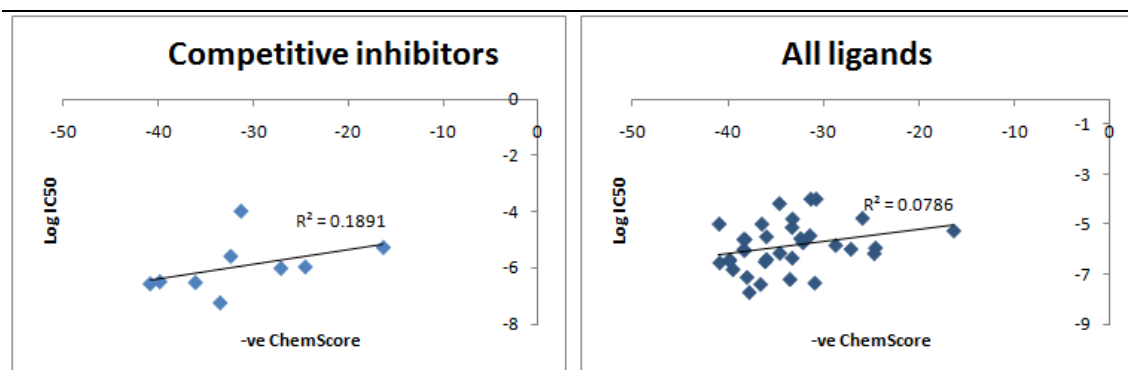 Competitive inhibitors
0
-50 -40 -30 -20 -10 0
-2
-4
-6
-8
Log IC50
R² = 0.1891
-ve ChemScore
All ligands
-50 -40 -30 -20 -10 0
-1
-3
-5
-7
-9
Log IC50
R² = 0.0786
-ve ChemScore